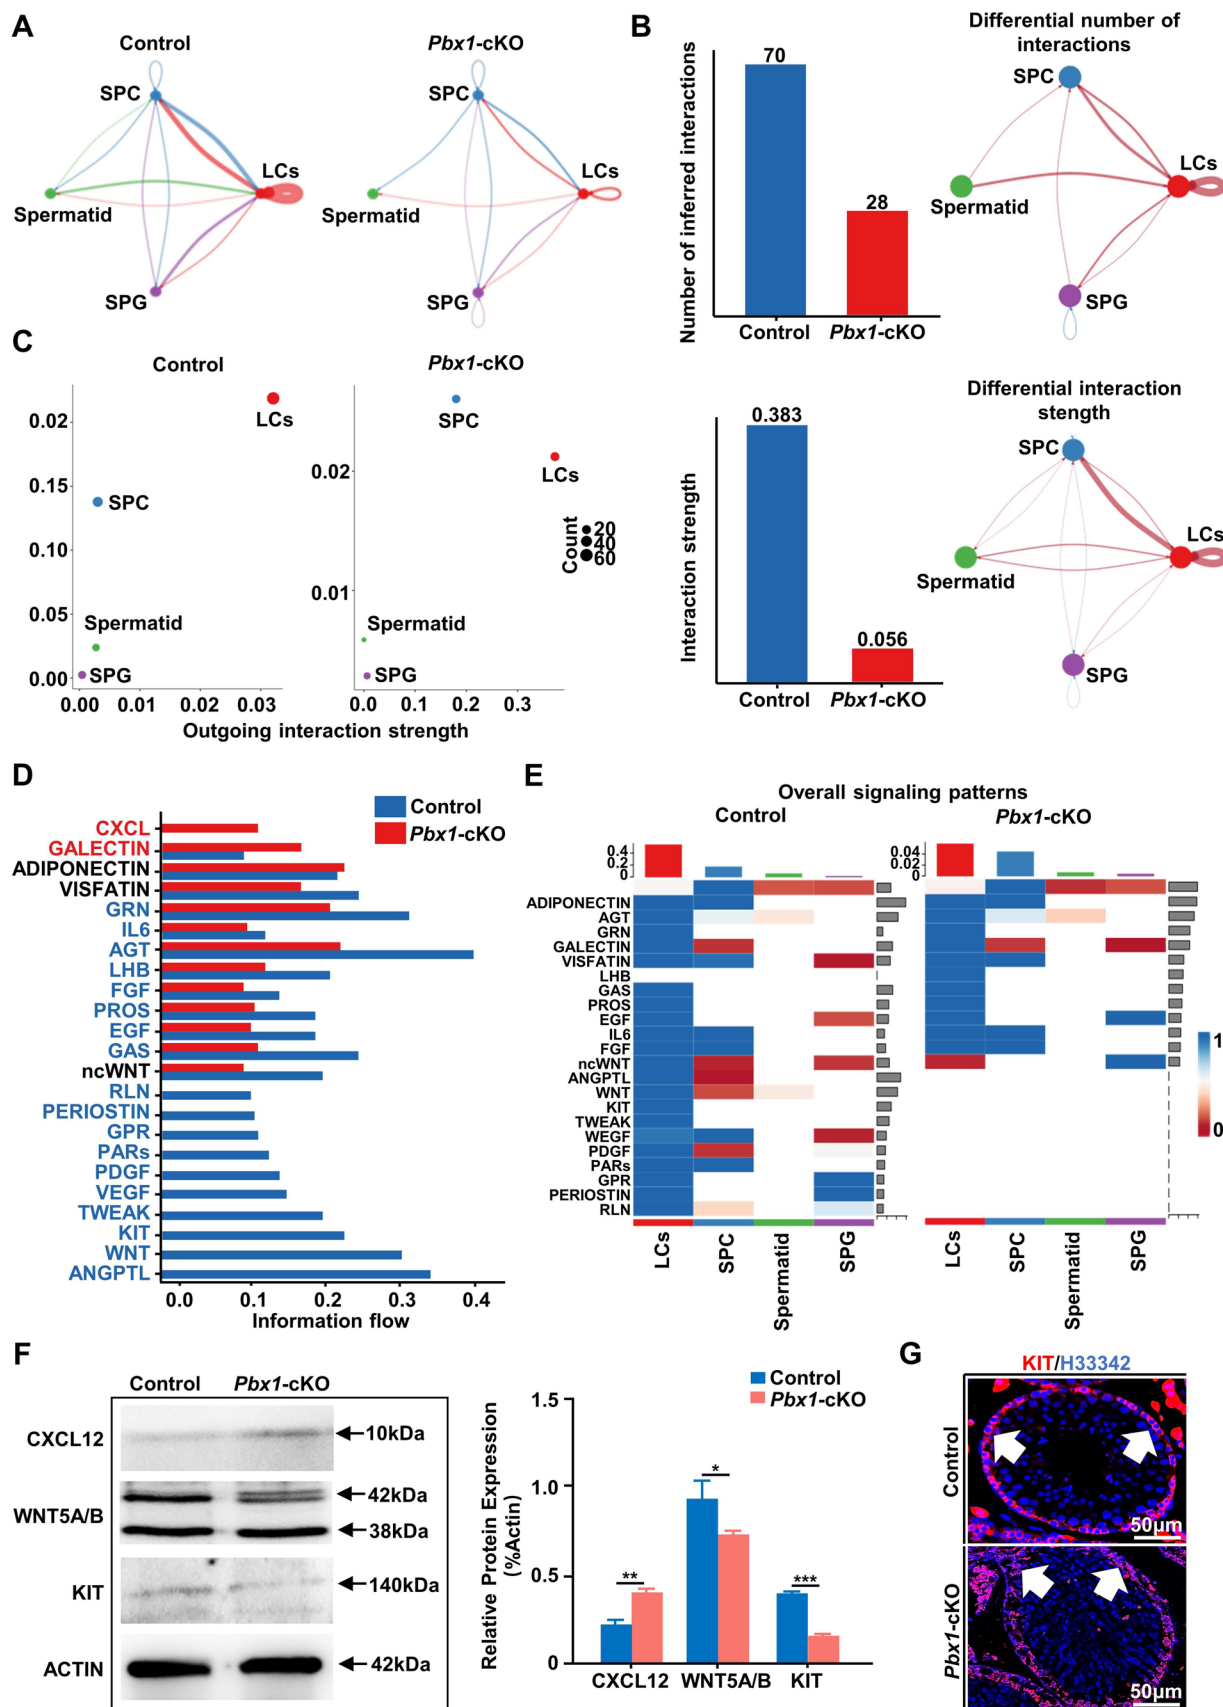 A
Control
Pbx1-cKO
SPC
LCs
Spermatid
SPG
SPC
LCs
Spermatid
SPG
B
Number of inferred interactions
70
28
Control
Pbx1-cKO
Differential number of
interactions
SPC
LCs
Spermatid
SPG
Interaction strength
0.383
0.056
Control
Pbx1-cKO
Differential interaction
stength
SPC
LCs
Spermatid
SPG
C
Control
Pbx1-cKO
0.02
0.15
0.10
0.05
0.00
LCs
SPC
Spermatid
SPG
0.00
0.01
0.02
0.03
0.02
0.01
SPC
LCs
Spermatid
SPG
0.0
0.1
0.2
0.3
Count
20
40
60
Outgoing interaction strength
D
Control
Pbx1-cKO
CXCL
GALECTIN
ADIPONECTIN
VISFATIN
GRN
IL6
AGT
LHB
FGF
PROS
EGF
GAS
ncWNT
RLN
PERIOSTIN
GPR
PARs
PDGF
VEGF
TWEAK
KIT
WNT
ANGPTL
0.0
0.1
0.2
0.3
0.4
Information flow
E
Overall signaling patterns
Control
Pbx1-cKO
0.4
0.2
0
0.04
0.02
0
ADIPONECTIN
AGT
GRN
GALECTIN
VISFATIN
LHB
GAS
PROS
EGF
IL6
FGF
ncWNT
ANGPTL
WNT
KIT
TWEAK
WEGF
PDGF
PARs
GPR
PERIOSTIN
RLN
LCs
SPC
Spermatid
SPG
LCs
SPC
Spermatid
SPG
1
0
F
Control
Pbx1-cKO
CXCL12
10kDa
WNT5A/B
42kDa
38kDa
KIT
140kDa
ACTIN
42kDa
Control
Pbx1-cKO
Relative Protein Expression
(%Actin)
1.5
1.0
0.5
0
**
*
***
CXCL12
WNT5A/B
KIT
G
KIT/H33342
Control
50μm
Pbx1-cKO
50μm